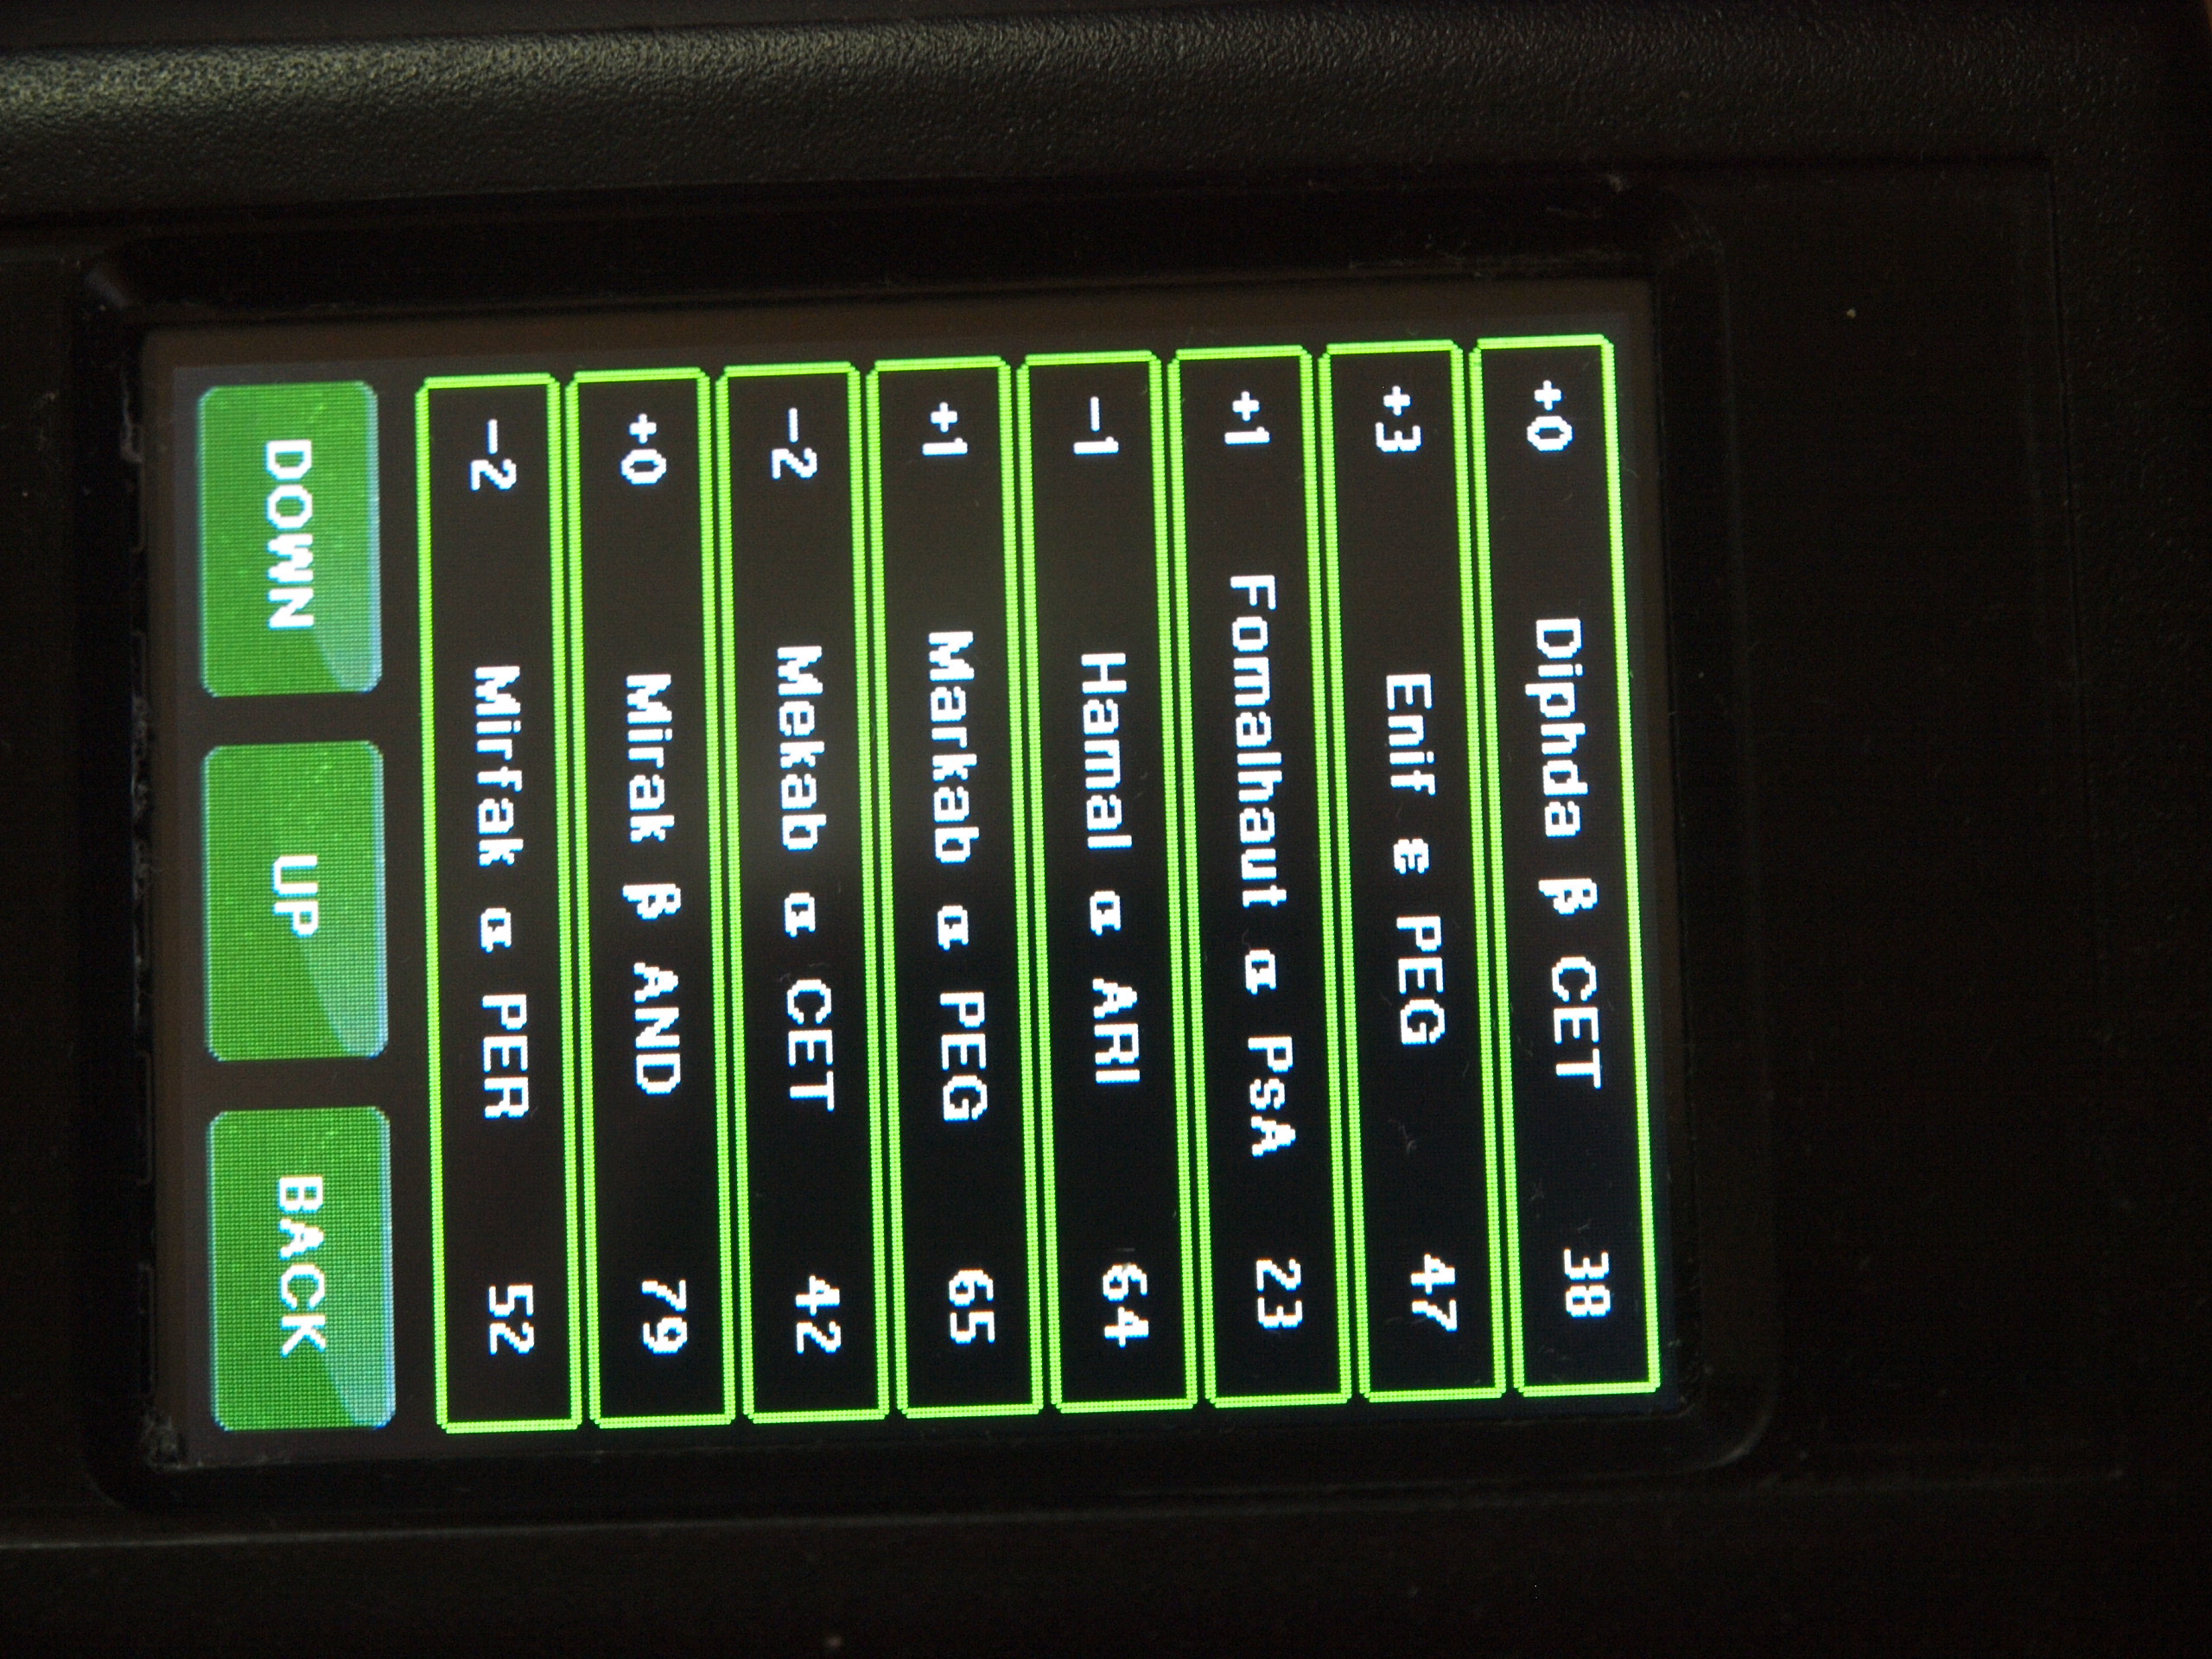 +0 Diphda β CET 38
+3 Enif ε PEG 47
+1 Fomalhaut α PsA 23
-1 Hamal α ARI 64
+1 Markab α PEG 65
-2 Mekab α CET 42
+0 Mirak β AND 79
-2 Mirfak α PER 52
DOWN UP BACK